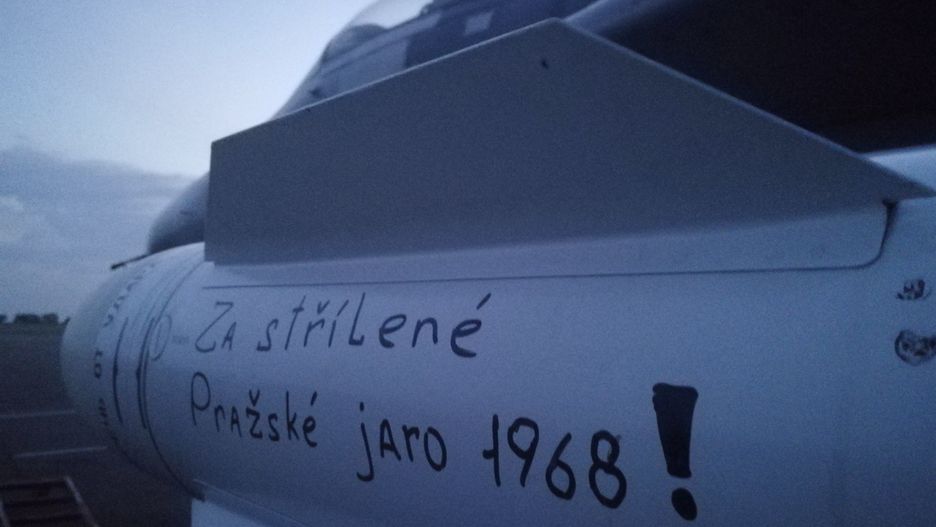 ZA střílené
Pražské jaro 1968!